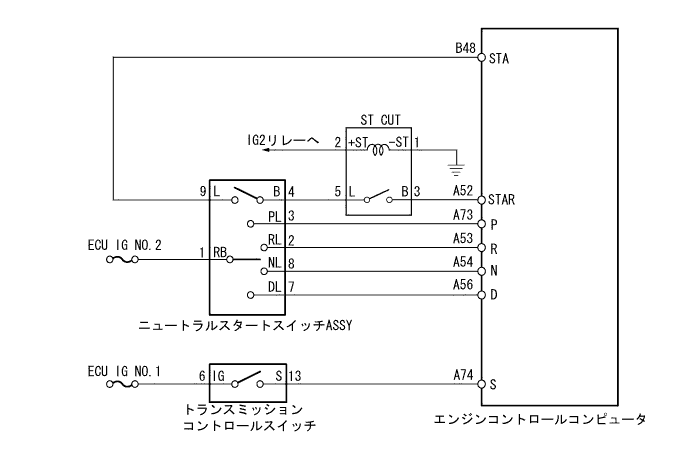 B48
STA
ST CUT
IG2リレーへ
2 +ST -ST 1
9 L B 4
5 L B 3
A52
STAR
PL 3
A73
P
RL 2
A53
R
ECU IG NO.2
1 RB
NL 8
A54
N
DL 7
A56
D
ニュートラルスタートスイッチASSY
ECU IG NO.1
6 IG S 13
A74
S
トランスミッション
コントロールスイッチ
エンジンコントロールコンピュータ